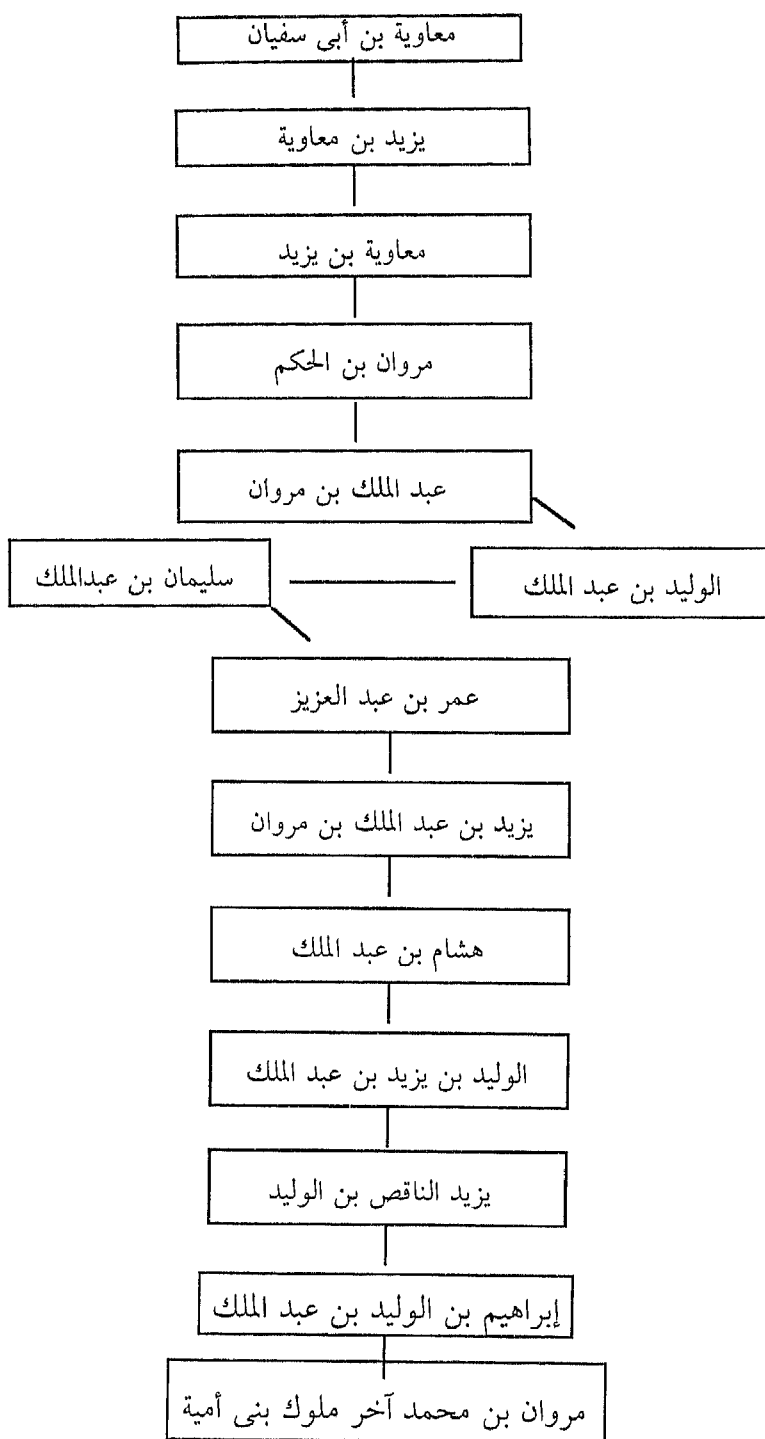 معاوية بن أبى سفيان
يزيد بن معاوية
معاوية بن يزيد
مروان بن الحكم
عبد الملك بن مروان
الوليد بن عبد الملك
سليمان بن عبدالملك
عمر بن عبد العزيز
يزيد بن عبد الملك بن مروان
هشام بن عبد الملك
الوليد بن يزيد بن عبد الملك
يزيد الناقص بن الوليد
إبراهيم بن الوليد بن عبد الملك
مروان بن محمد آخر ملوك بنى أمية